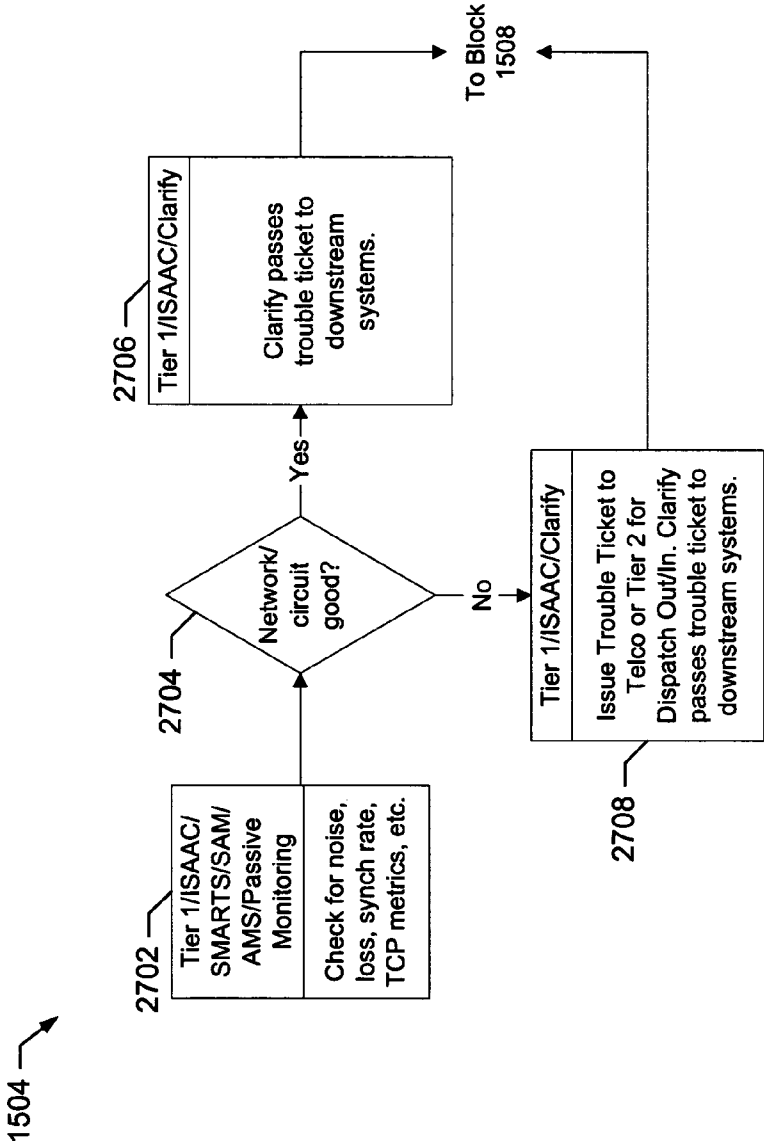 1504
2702
Tier 1/ISAAC/
SMARTS/SAM/
AMS/Passive
Monitoring
Check for noise,
loss, synch rate,
TCP metrics, etc.
2704
Network/
circuit
good?
Yes
No
2706
Tier 1/ISAAC/Clarify
Clarify passes
trouble ticket to
downstream
systems.
2708
Tier 1/ISAAC/Clarify
Issue Trouble Ticket to
Telco or Tier 2 for
Dispatch Out/In. Clarify
passes trouble ticket to
downstream systems.
To Block
1508